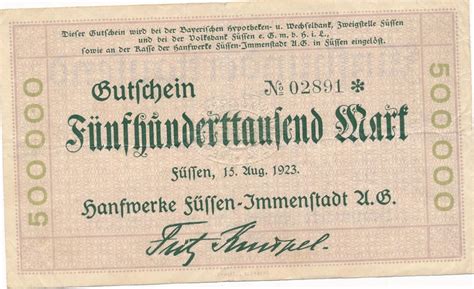 Dieser Gutschein wird bei der Bayerischen Hypotheken- u. Wechselbank, Zweigstelle Füssen
und bei der Volksbank Füssen e. G. m. b. H. i. L.,
sowie an der Kasse der Hanfwerke Füssen-Immenstadt A.G. in Füssen eingelöst.
Gutschein
№ 02891 *
Fünfhunderttausend Mark
Füssen, 15. Aug. 1923.
Hanfwerke Füssen-Immenstadt A.G.
500000
500000